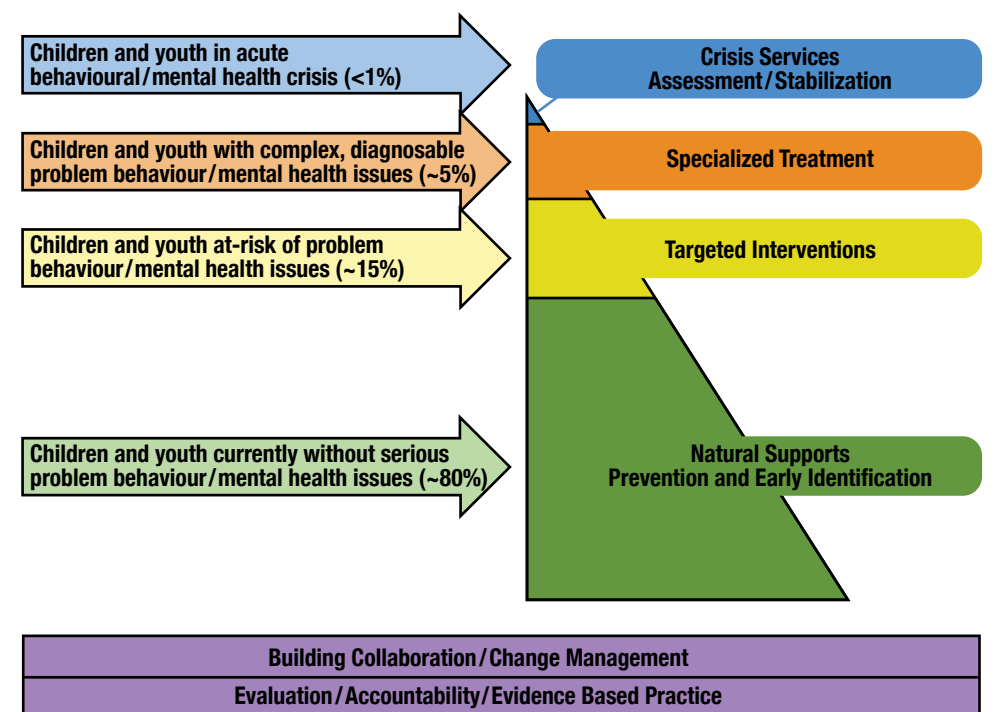 Children and youth in acute
behavioural/mental health crisis (<1%)
Crisis Services
Assessment/Stabilization
Children and youth with complex, diagnosable
problem behaviour/mental health issues (~5%)
Specialized Treatment
Children and youth at-risk of problem
behaviour/mental health issues (~15%)
Targeted Interventions
Children and youth currently without serious
problem behaviour/mental health issues (~80%)
Natural Supports
Prevention and Early Identification
Building Collaboration/Change Management
Evaluation/Accountability/Evidence Based Practice